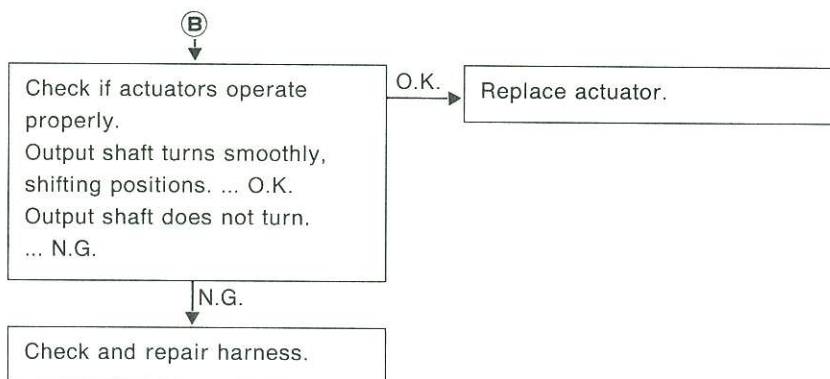 B
Check if actuators operate
properly.
Output shaft turns smoothly,
shifting positions. ... O.K.
Output shaft does not turn.
... N.G.
O.K.
Replace actuator.
N.G.
Check and repair harness.